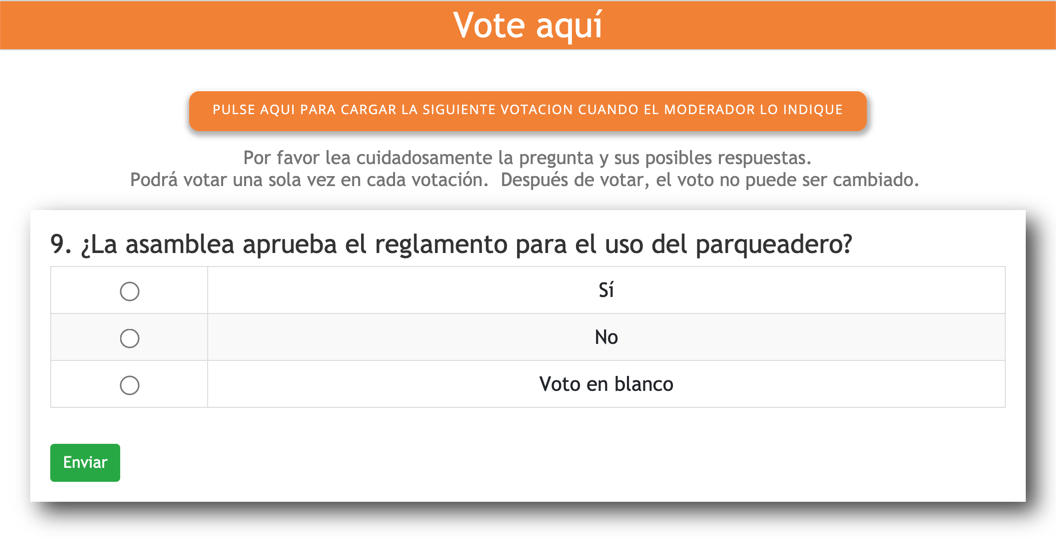 Vote aquí
PULSE AQUI PARA CARGAR LA SIGUIENTE VOTACION CUANDO EL MODERADOR LO INDIQUE
Por favor lea cuidadosamente la pregunta y sus posibles respuestas.
Podrá votar una sola vez en cada votación.  Después de votar, el voto no puede ser cambiado.
9. ¿La asamblea aprueba el reglamento para el uso del parqueadero?
Sí
No
Voto en blanco
Enviar